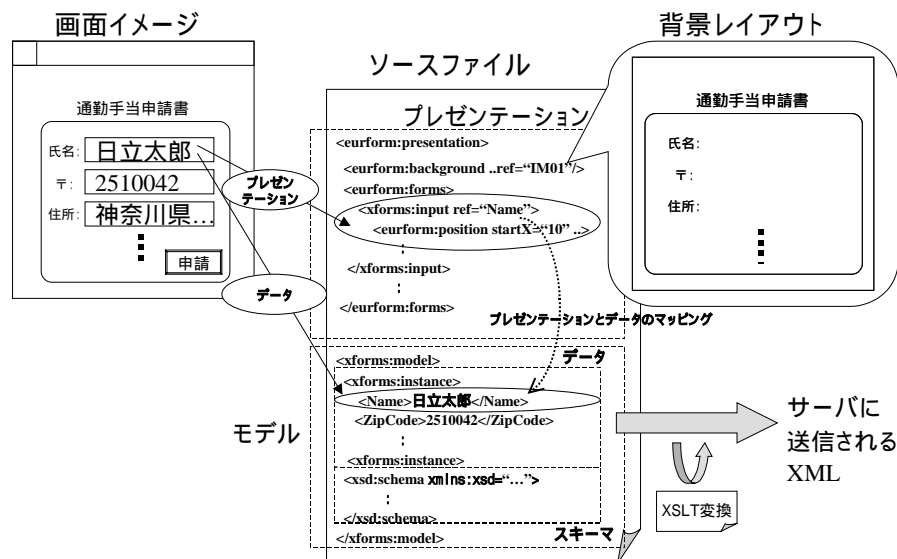 画面イメージ
通勤手当申請書
氏名: 日立太郎
〒: 2510042
住所: 神奈川県…
申請
プレゼンテーション
データ
ソースファイル
プレゼンテーション
<eurform:presentation>
<eurform:background ..ref=“IM01”/>
<eurform:forms>
<xforms:input ref=“Name”>
<eurform:position startX=“10” ..>
:
</xforms:input>
:
</eurform:forms>
プレゼンテーションとデータのマッピング
背景レイアウト
通勤手当申請書
氏名:
〒:
住所:
モデル
<xforms:model>
データ
<xforms:instance>
<Name>日立太郎</Name>
<ZipCode>2510042</ZipCode>
:
<xforms:instance>
<xsd:schema xmlns:xsd=“…”>
:
</xsd:schema>
スキーマ
</xforms:model>
サーバに
送信される
XML
XSLT変換